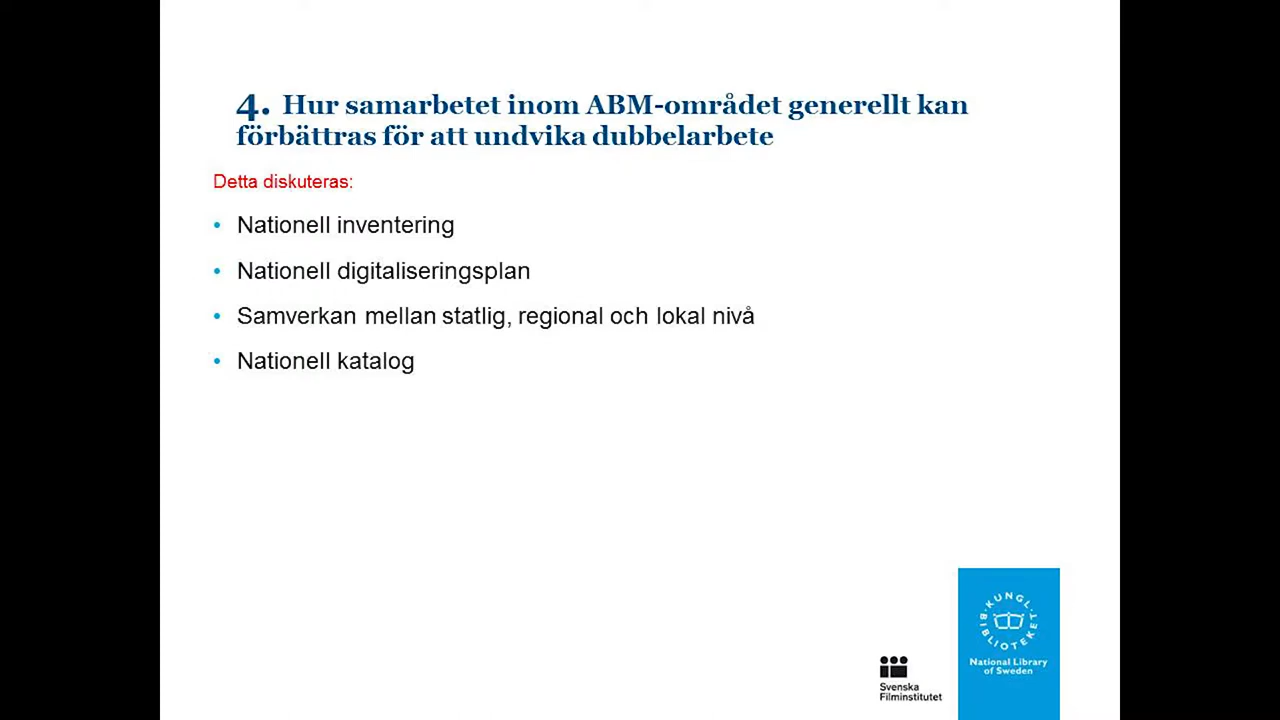 4. Hur samarbetet inom ABM-området generellt kan
förbättras för att undvika dubbelarbete
Detta diskuteras:
• Nationell inventering
• Nationell digitaliseringsplan
• Samverkan mellan statlig, regional och lokal nivå
• Nationell katalog
Svenska
Filminstitutet
KUNGL.
BIBLIOTEKET
National Library
of Sweden